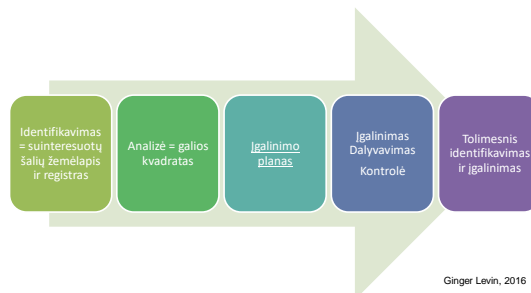 Identifikavimas
= suinteresuotų
šalių žemėlapis
ir registras
Analizė = galios
kvadratas
Įgalinimo
planas
Įgalinimas
Dalyvavimas
Kontrolė
Tolimesnis
identifikavimas
ir įgalinimas
Ginger Levin, 2016